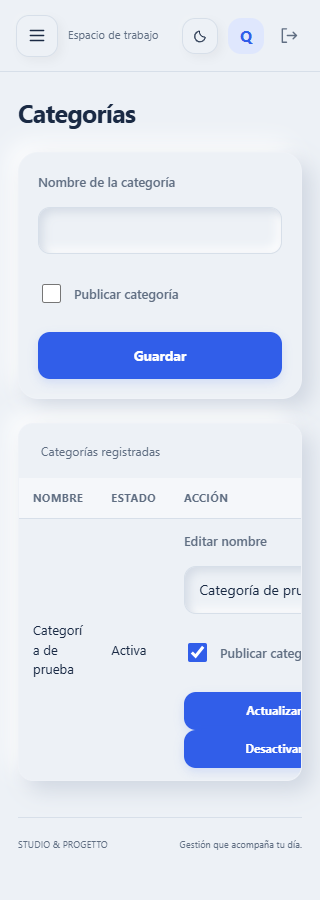 Espacio de trabajo
Q
Categorías
Nombre de la categoría
Publicar categoría
Guardar
Categorías registradas
NOMBRE ESTADO ACCIÓN
Editar nombre
Categoría de pru
Categorí
a de
prueba
Activa
Publicar categ
Actualizar
Desactivar
STUDIO & PROGETTO
Gestión que acompaña tu día.